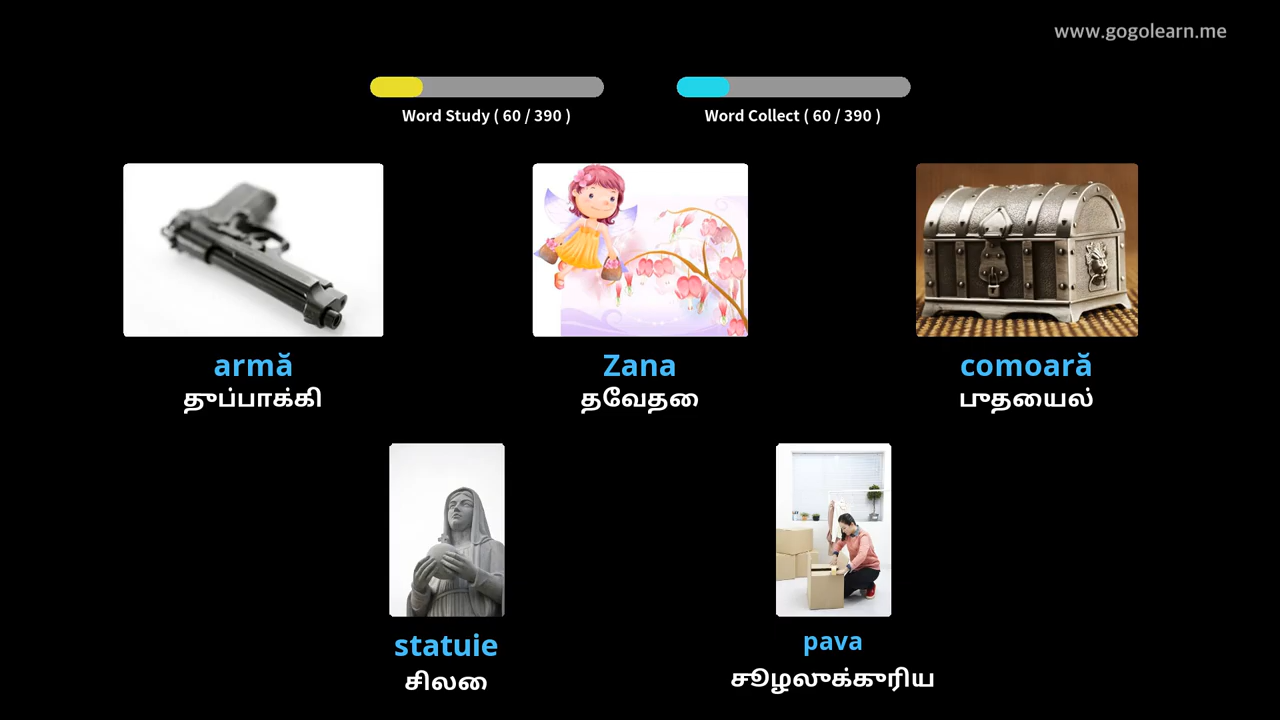 www.gogolearn.me
Word Study ( 60 / 390 )
Word Collect ( 60 / 390 )
armă
Zana
comoară
துப்பாக்கி
தவேதை
புதயைல்
statuie
pava
சிலை
சூழலுக்குரிய